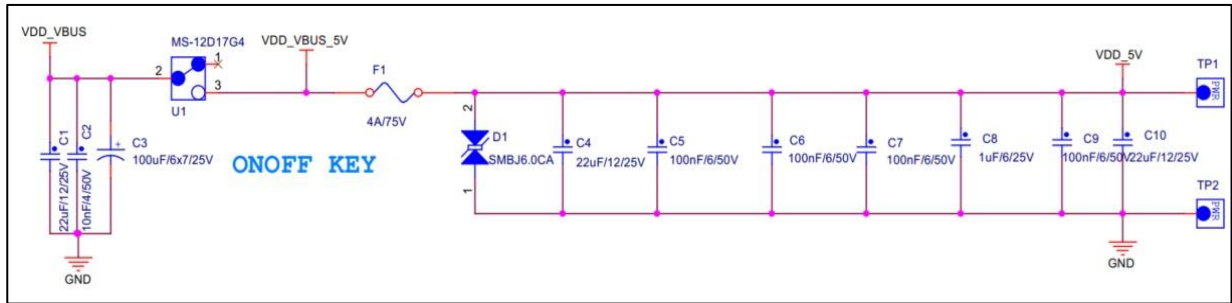 VDD_VBUS
MS-12D17G4
1
2
3
U1
VDD_VBUS_5V
F1
4A/75V
VDD_5V
TP1
PWR
C1
22uF/12/25V
C2
10nF/4/50V
C3
100uF/6x7/25V
ONOFF KEY
2
D1
SMBJ6.0CA
1
C4
22uF/12/25V
C5
100nF/6/50V
C6
100nF/6/50V
C7
100nF/6/50V
C8
1uF/6/25V
C9
100nF/6/50V
C10
22uF/12/25V
TP2
PWR
GND
GND